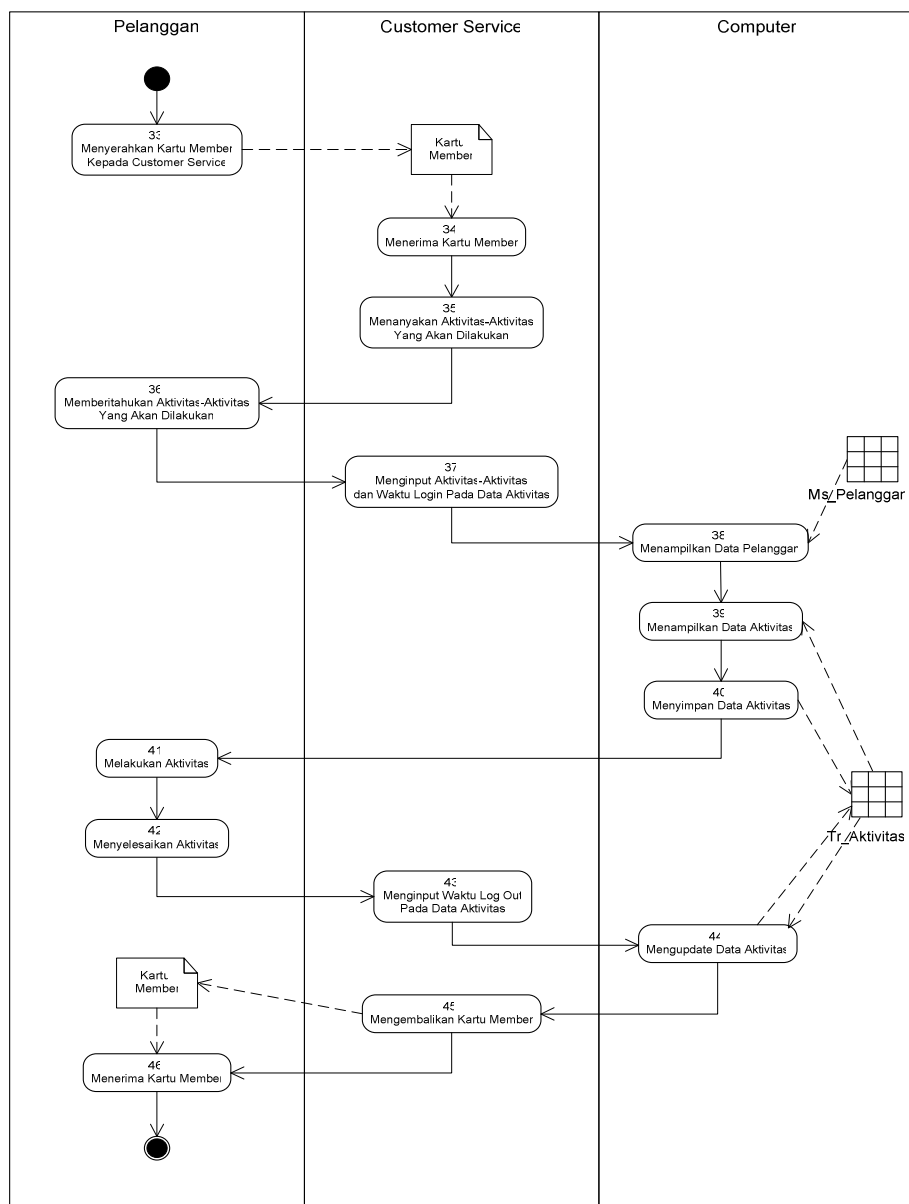 Pelanggan
Customer Service
Computer
33
Menyerahkan Kartu Member
Kepada Customer Service
Kartu
Member
34
Menerima Kartu Member
35
Menanyakan Aktivitas-Aktivitas
Yang Akan Dilakukan
36
Memberitahukan Aktivitas-Aktivitas
Yang Akan Dilakukan
37
Menginput Aktivitas-Aktivitas
dan Waktu Login Pada Data Aktivitas
Ms_Pelanggan
38
Menampilkan Data Pelanggan
39
Menampilkan Data Aktivitas
40
Menyimpan Data Aktivitas
41
Melakukan Aktivitas
42
Menyelesaikan Aktivitas
Tr_Aktivitas
43
Menginput Waktu Log Out
Pada Data Aktivitas
44
Mengupdate Data Aktivitas
Kartu
Member
45
Mengembalikan Kartu Member
46
Menerima Kartu Member